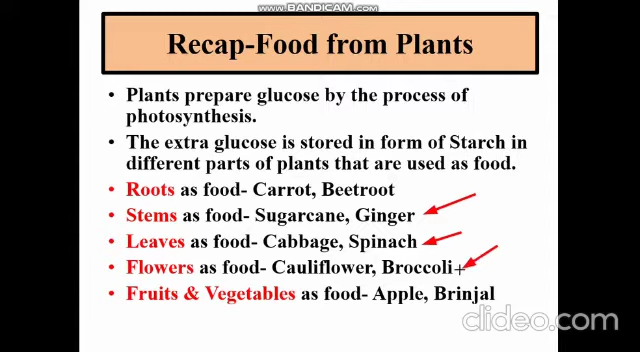 WWW.BANDICAM.COM
Recap-Food from Plants
• Plants prepare glucose by the process of
photosynthesis.
• The extra glucose is stored in form of Starch in
different parts of plants that are used as food.
• Roots as food- Carrot, Beetroot
• Stems as food- Sugarcane, Ginger
• Leaves as food- Cabbage, Spinach
• Flowers as food- Cauliflower, Broccoli
• Fruits & Vegetables as food- Apple, Brinjal
clideo.com